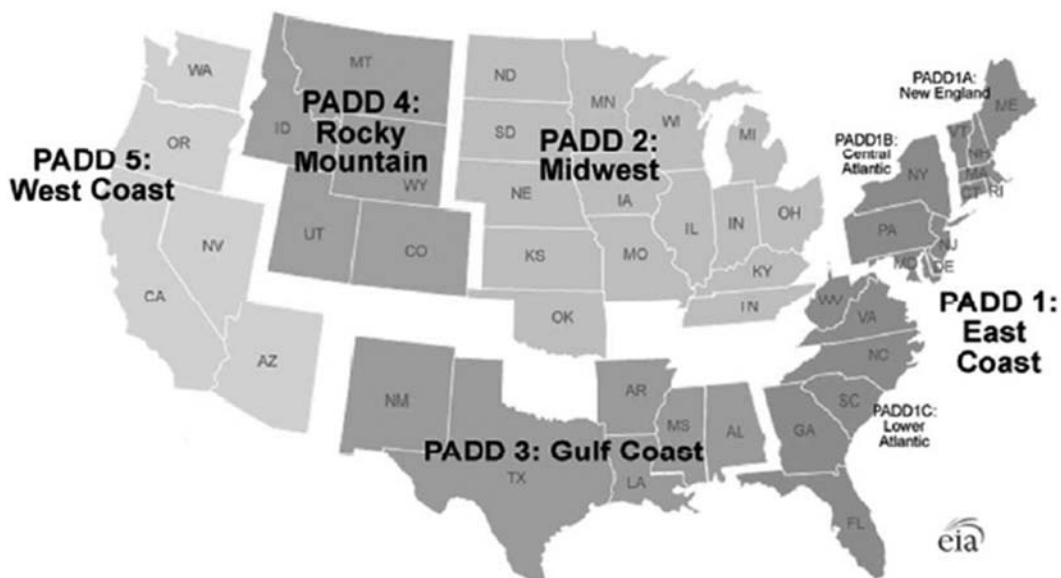 WA
MT
ND
MN
PADD1A:
New England
ME
VT
NH
PADD 4:
Rocky
Mountain
ID
WY
OR
SD
WI
MI
PADD 2:
Midwest
PADD1B:
Central
Atlantic
NY
MA
CT
RI
PADD 5:
West Coast
NE
IA
IL
IN
OH
PA
NJ
MD
DE
NV
UT
CO
KS
MO
KY
WV
VA
CA
OK
TN
NC
PADD 1:
East
Coast
AZ
NM
AR
MS
AL
GA
SC
PADD1C:
Lower
Atlantic
PADD 3: Gulf Coast
TX
LA
FL
eia